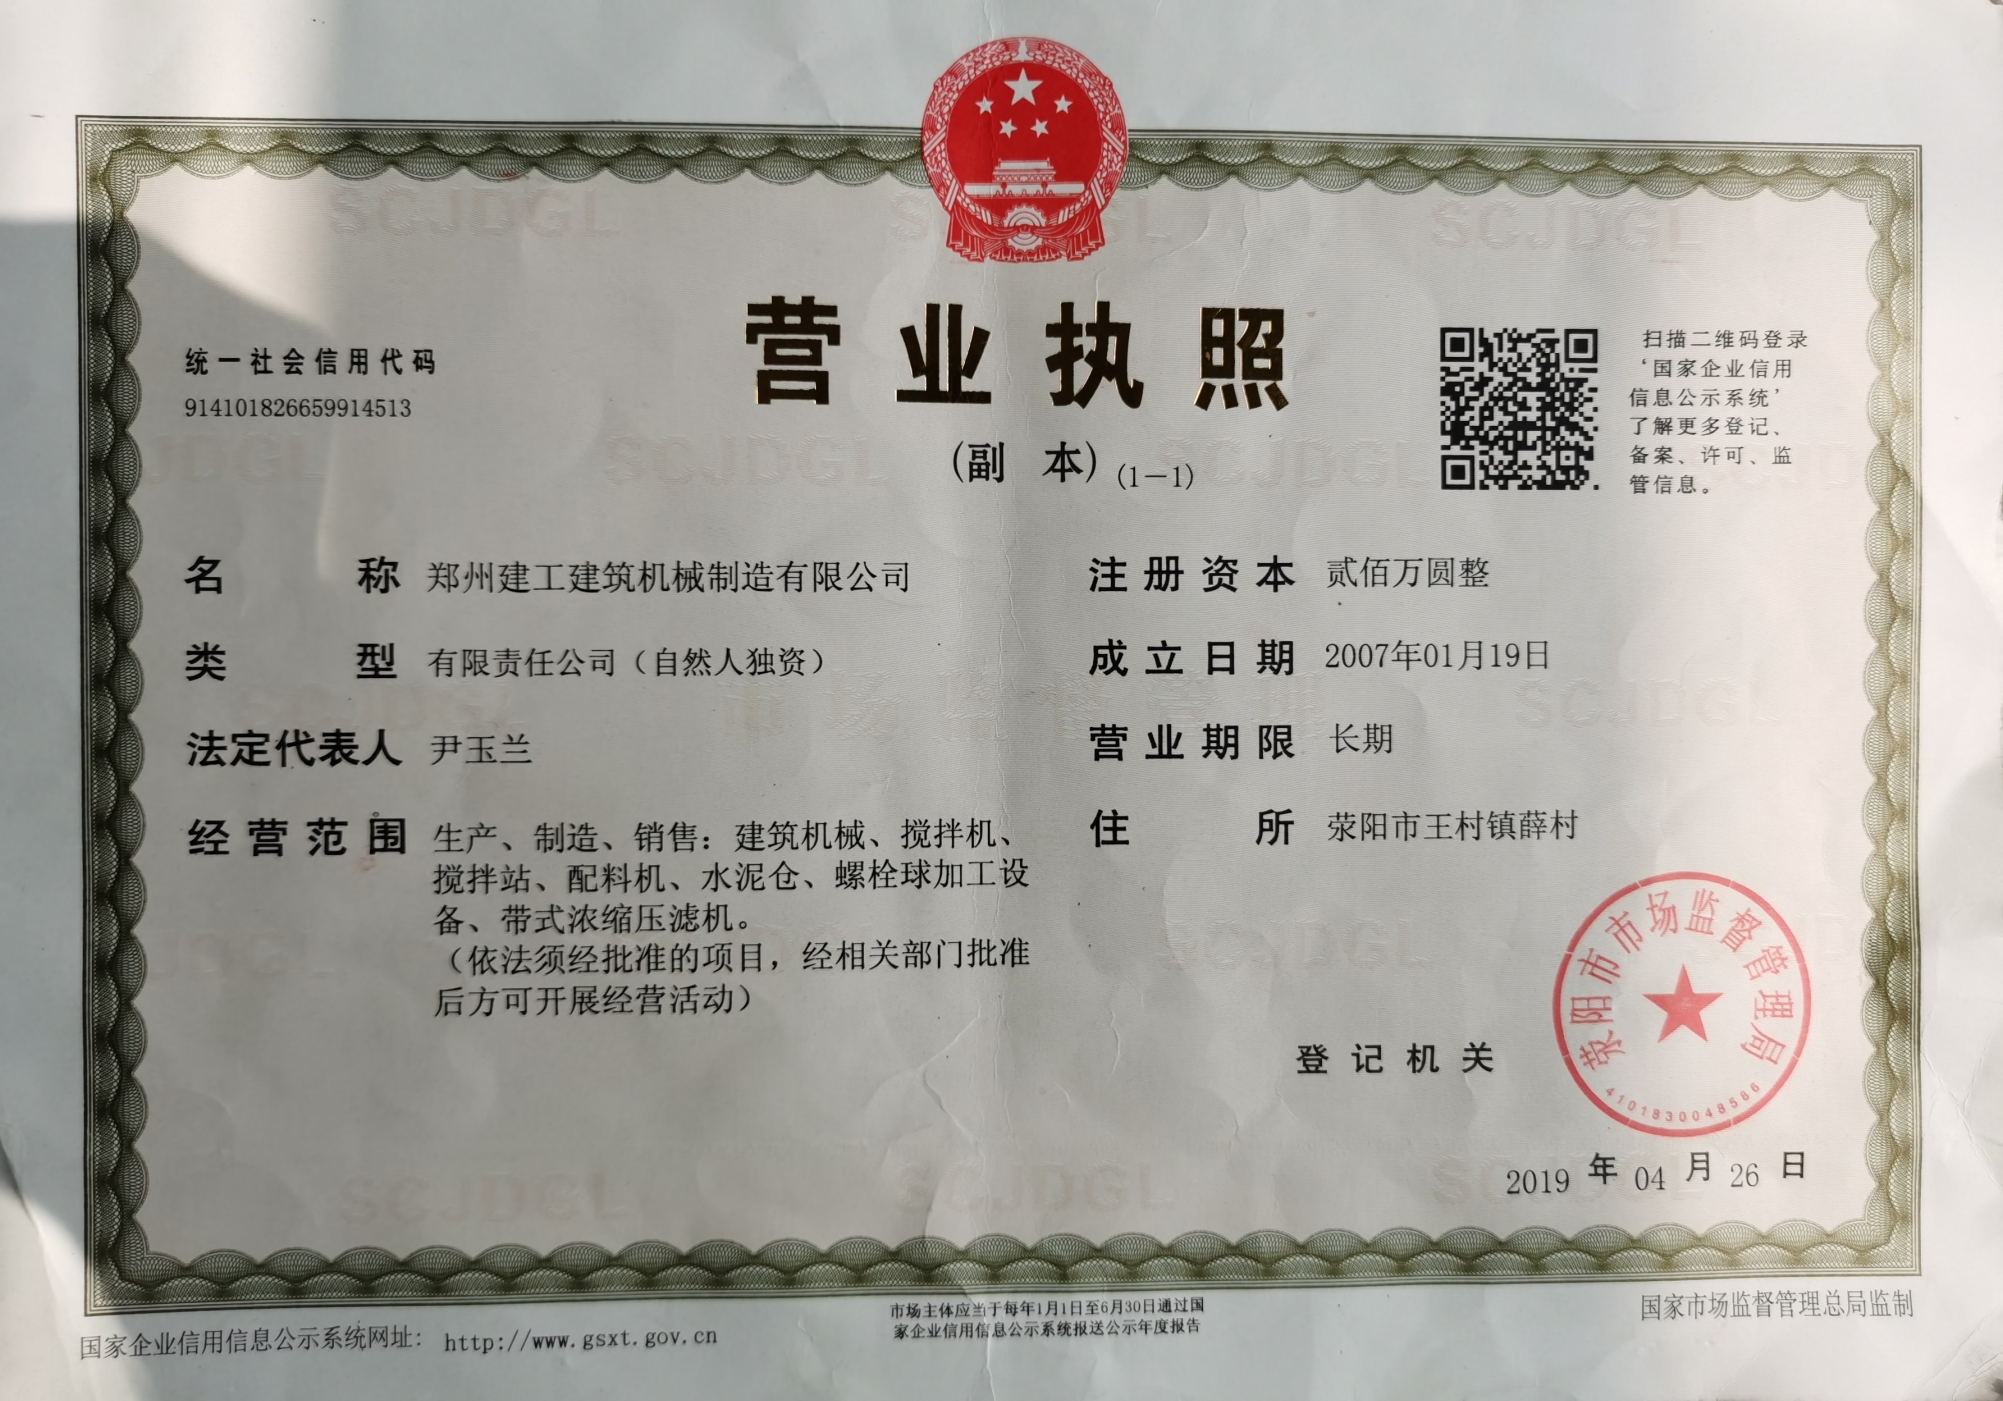 营业执照
(副 本) (1-1)
统一社会信用代码
914101826659914513
扫描二维码登录
‘国家企业信用
信息公示系统’
了解更多登记、
备案、许可、监
管信息。
名 称 郑州建工建筑机械制造有限公司
类 型 有限责任公司（自然人独资）
法定代表人 尹玉兰
经营范围 生产、制造、销售：建筑机械、搅拌机、
搅拌站、配料机、水泥仓、螺栓球加工设
备、带式浓缩压滤机。
（依法须经批准的项目，经相关部门批准
后方可开展经营活动）
注册资本 贰佰万圆整
成立日期 2007年01月19日
营业期限 长期
住 所 荥阳市王村镇薛村
登记机关
荥阳市市场监督管理局
4101830048586
2019 年 04 月 26 日
国家企业信用信息公示系统网址： http://www.gsxt.gov.cn
市场主体应当于每年1月1日至6月30日通过国
家企业信用信息公示系统报送公示年度报告
国家市场监督管理总局监制
SCJDGL